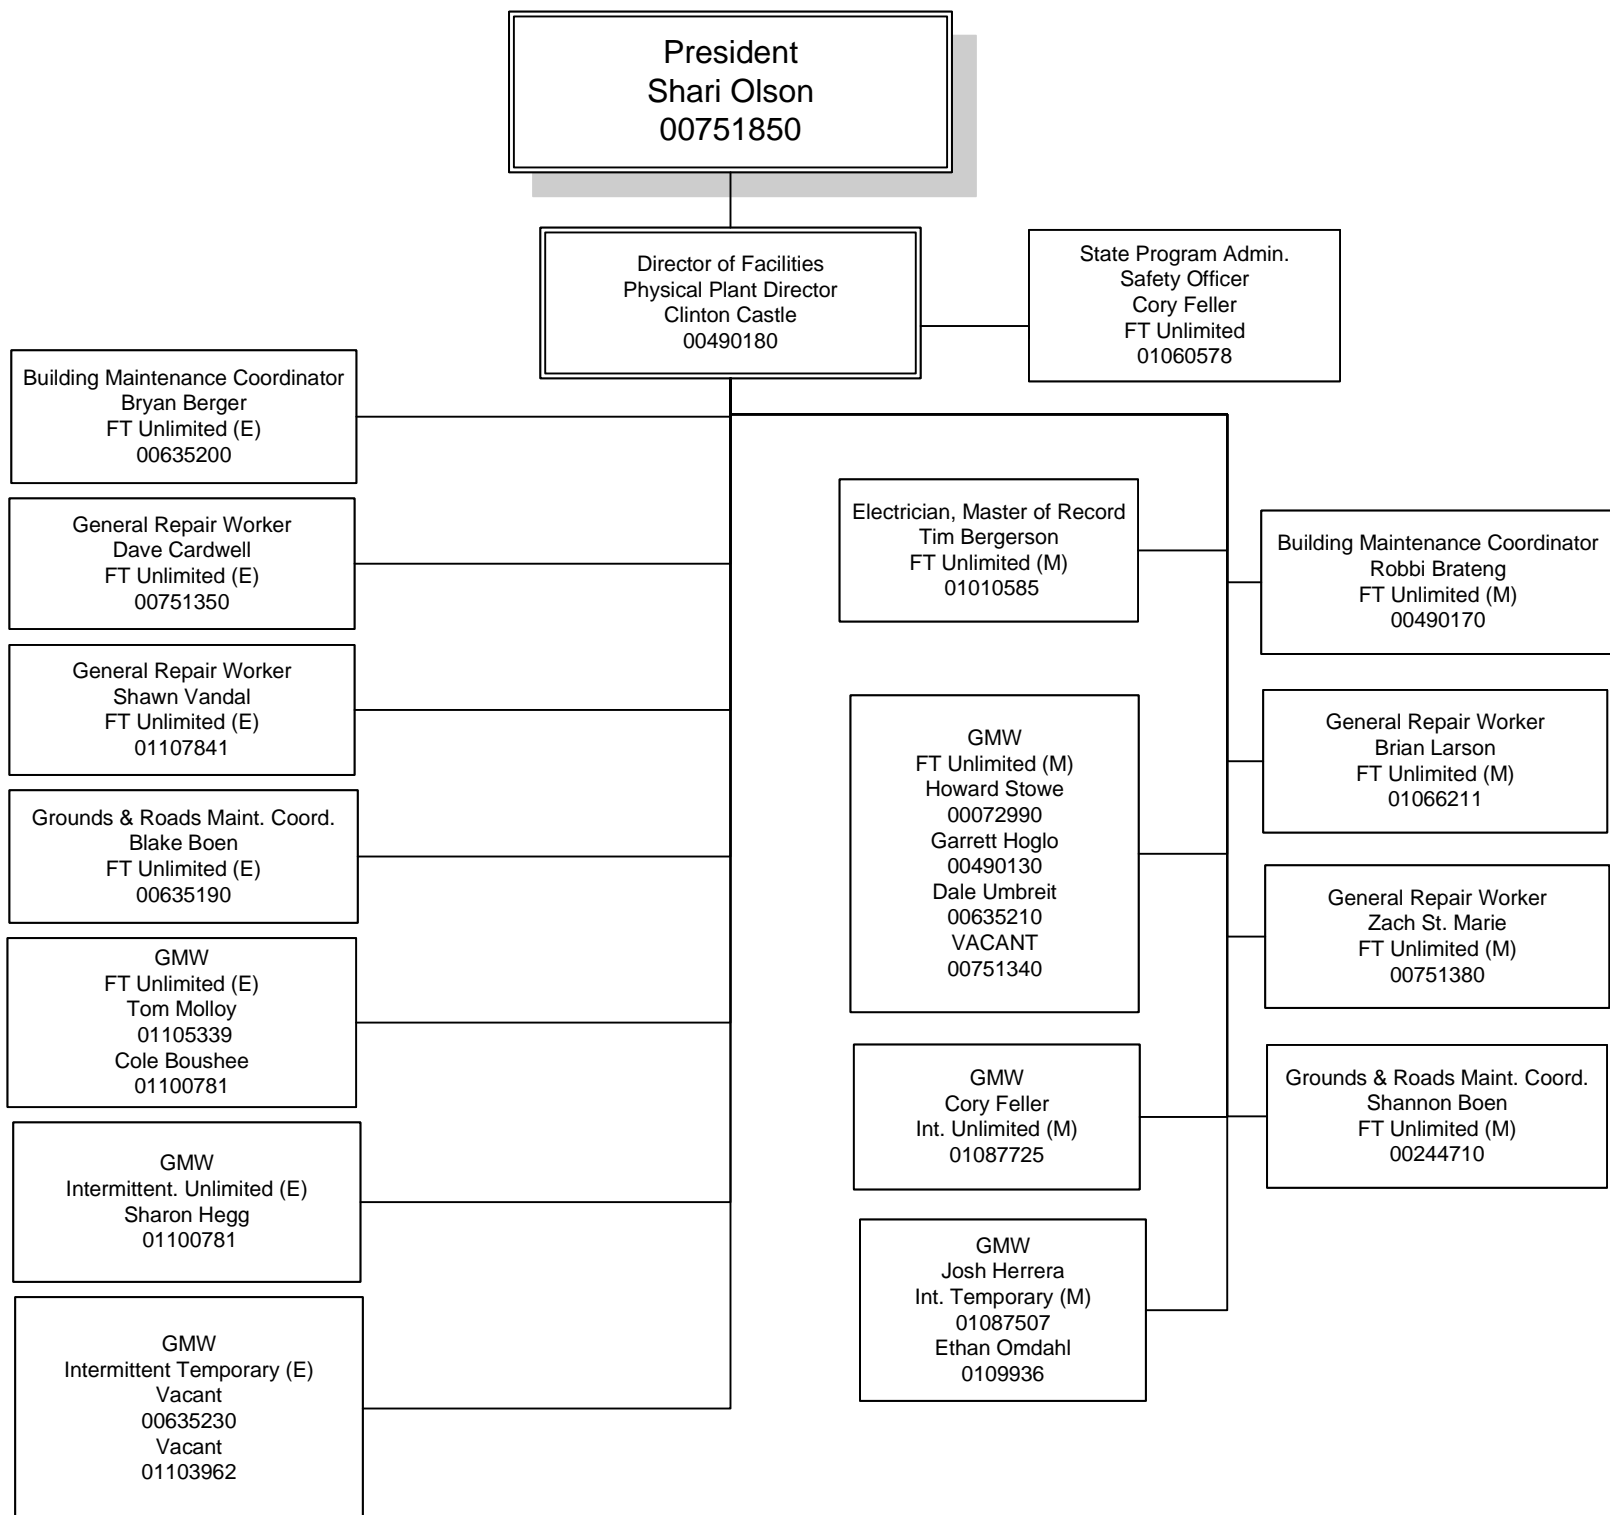 President
Shari Olson
00751850
Director of Facilities
Physical Plant Director
Clinton Castle
00490180
State Program Admin.
Safety Officer
Cory Feller
FT Unlimited
01060578
Building Maintenance Coordinator
Bryan Berger
FT Unlimited (E)
00635200
General Repair Worker
Dave Cardwell
FT Unlimited (E)
00751350
General Repair Worker
Shawn Vandal
FT Unlimited (E)
01107841
Grounds & Roads Maint. Coord.
Blake Boen
FT Unlimited (E)
00635190
GMW
FT Unlimited (E)
Tom Molloy
01105339
Cole Boushee
01100781
GMW
Intermittent. Unlimited (E)
Sharon Hegg
01100781
GMW
Intermittent Temporary (E)
Vacant
00635230
Vacant
01103962
Electrician, Master of Record
Tim Bergerson
FT Unlimited (M)
01010585
GMW
FT Unlimited (M)
Howard Stowe
00072990
Garrett Hoglo
00490130
Dale Umbreit
00635210
VACANT
00751340
GMW
Cory Feller
Int. Unlimited (M)
01087725
GMW
Josh Herrera
Int. Temporary (M)
01087507
Ethan Omdahl
0109936
Building Maintenance Coordinator
Robbi Brateng
FT Unlimited (M)
00490170
General Repair Worker
Brian Larson
FT Unlimited (M)
01066211
General Repair Worker
Zach St. Marie
FT Unlimited (M)
00751380
Grounds & Roads Maint. Coord.
Shannon Boen
FT Unlimited (M)
00244710